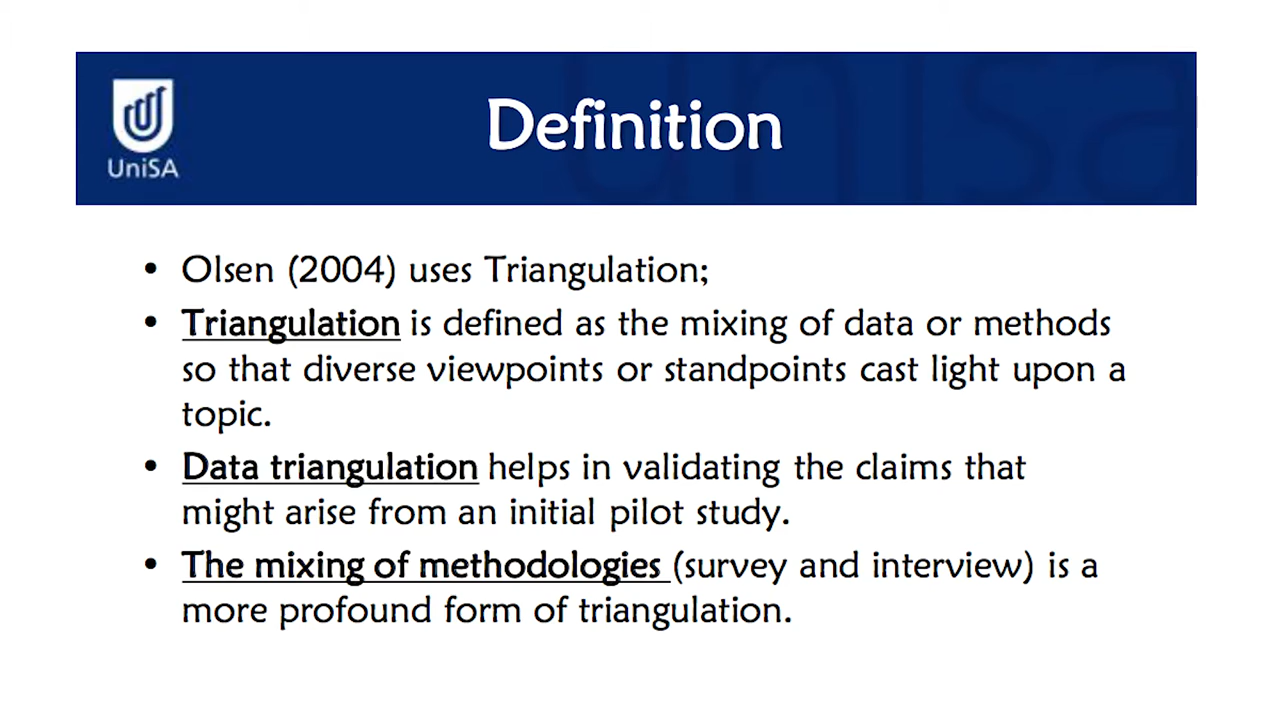 UniSA
Definition
• Olsen (2004) uses Triangulation;
• Triangulation is defined as the mixing of data or methods
so that diverse viewpoints or standpoints cast light upon a
topic.
• Data triangulation helps in validating the claims that
might arise from an initial pilot study.
• The mixing of methodologies (survey and interview) is a
more profound form of triangulation.